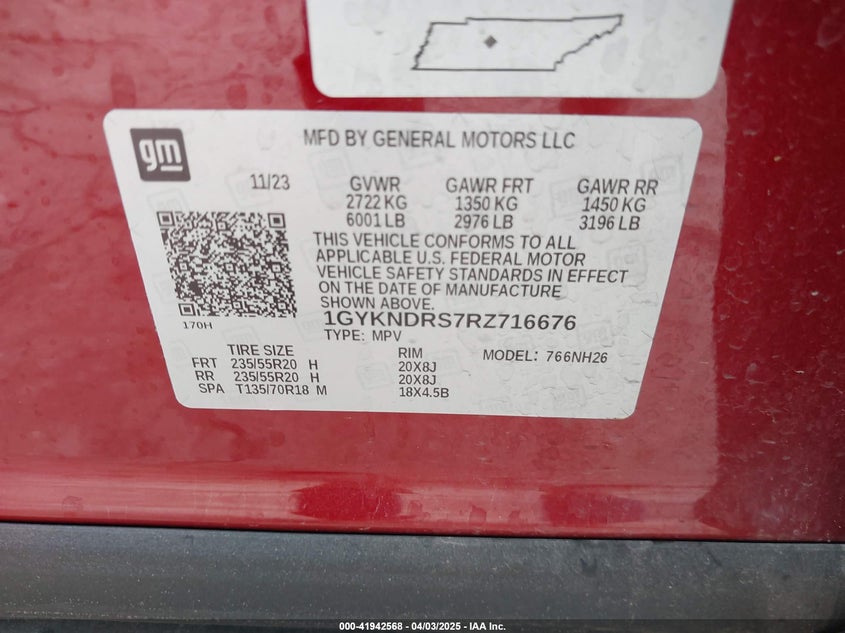 gm
MFD BY GENERAL MOTORS LLC
11/23 GVWR GAWR FRT GAWR RR
2722 KG 1350 KG 1450 KG
6001 LB 2976 LB 3196 LB
THIS VEHICLE CONFORMS TO ALL
APPLICABLE U.S. FEDERAL MOTOR
VEHICLE SAFETY STANDARDS IN EFFECT
ON THE DATE OF MANUFACTURE
SHOWN ABOVE.
170H
1GYKNDRS7RZ716676
TYPE: MPV
TIRE SIZE RIM MODEL: 766NH26
FRT 235/55R20 H 20X8J
RR 235/55R20 H 20X8J
SPA T135/70R18 M 18X4.5B
000-41942568 - 04/03/2025 - IAA Inc.